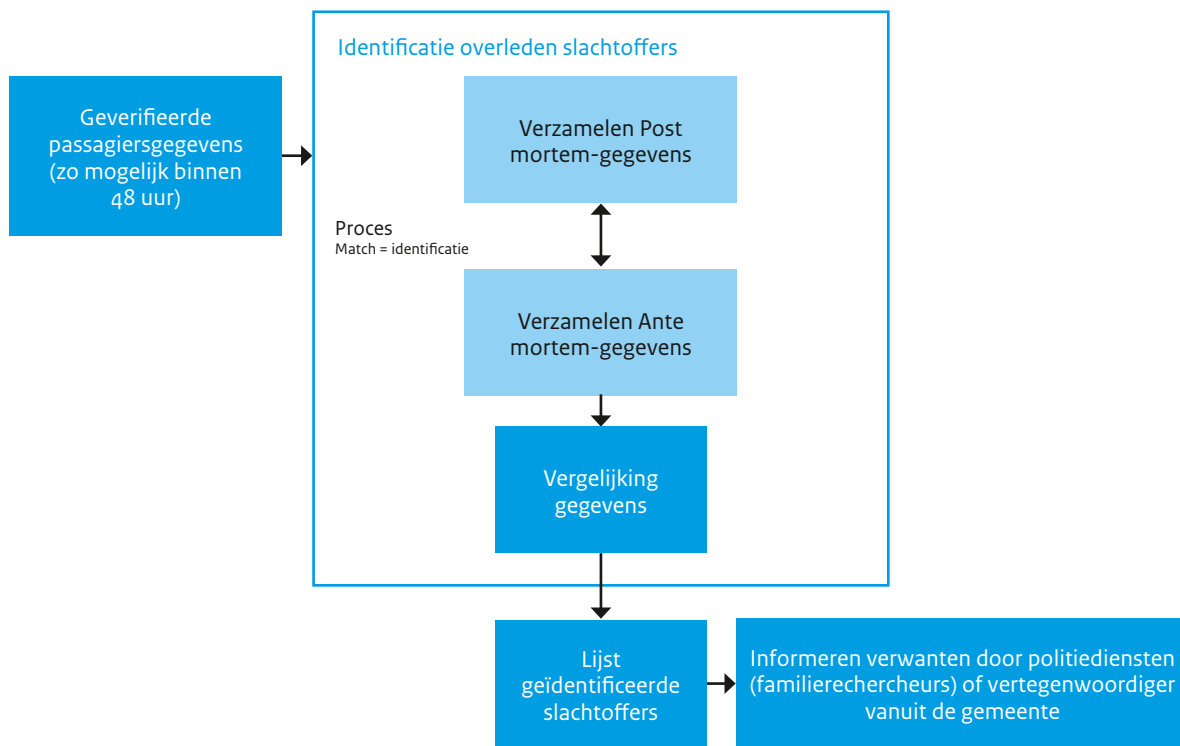 Identificatie overleden slachtoffers
Geverifieerde
passagiersgegevens
(zo mogelijk binnen
48 uur)
Verzamelen Post
mortem-gegevens
Proces
Match = identificatie
Verzamelen Ante
mortem-gegevens
Vergelijking
gegevens
Lijst
geïdentificeerde
slachtoffers
Informeren verwanten door politiediensten
(familierechercheurs) of vertegenwoordiger
vanuit de gemeente